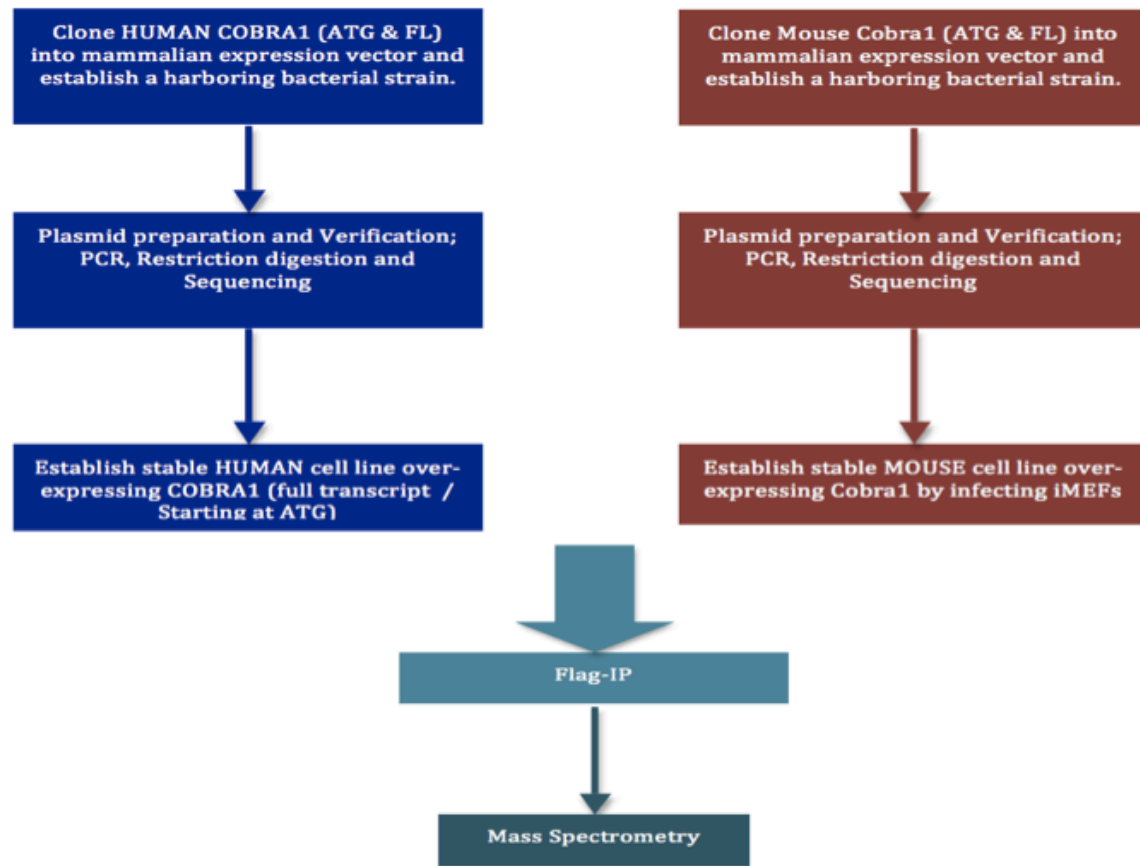 Clone HUMAN COBRA1 (ATG & FL)
into mammalian expression vector and
establish a harboring bacterial strain.
Plasmid preparation and Verification;
PCR, Restriction digestion and
Sequencing
Establish stable HUMAN cell line over-
expressing COBRA1 (full transcript /
Starting at ATG)
Clone Mouse Cobra1 (ATG & FL) into
mammalian expression vector and
establish a harboring bacterial strain.
Plasmid preparation and Verification;
PCR, Restriction digestion and
Sequencing
Establish stable MOUSE cell line over-
expressing Cobra1 by infecting iMEFs
Flag-IP
Mass Spectrometry